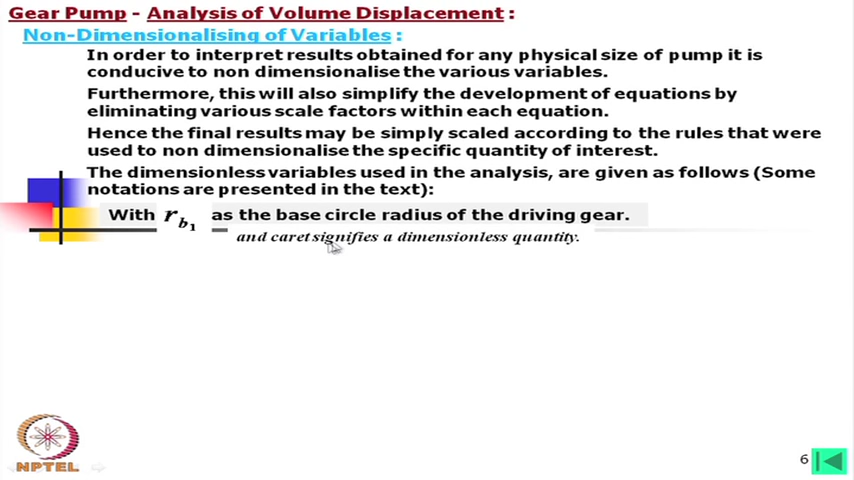 Gear Pump - Analysis of Volume Displacement :
Non-Dimensionalising of Variables :
In order to interpret results obtained for any physical size of pump it is
conducive to non dimensionalise the various variables.
Furthermore, this will also simplify the development of equations by
eliminating various scale factors within each equation.
Hence the final results may be simply scaled according to the rules that were
used to non dimensionalise the specific quantity of interest.
The dimensionless variables used in the analysis, are given as follows (Some
notations are presented in the text):
With r_b1 as the base circle radius of the driving gear.
and caret signifies a dimensionless quantity.
NPTEL
6